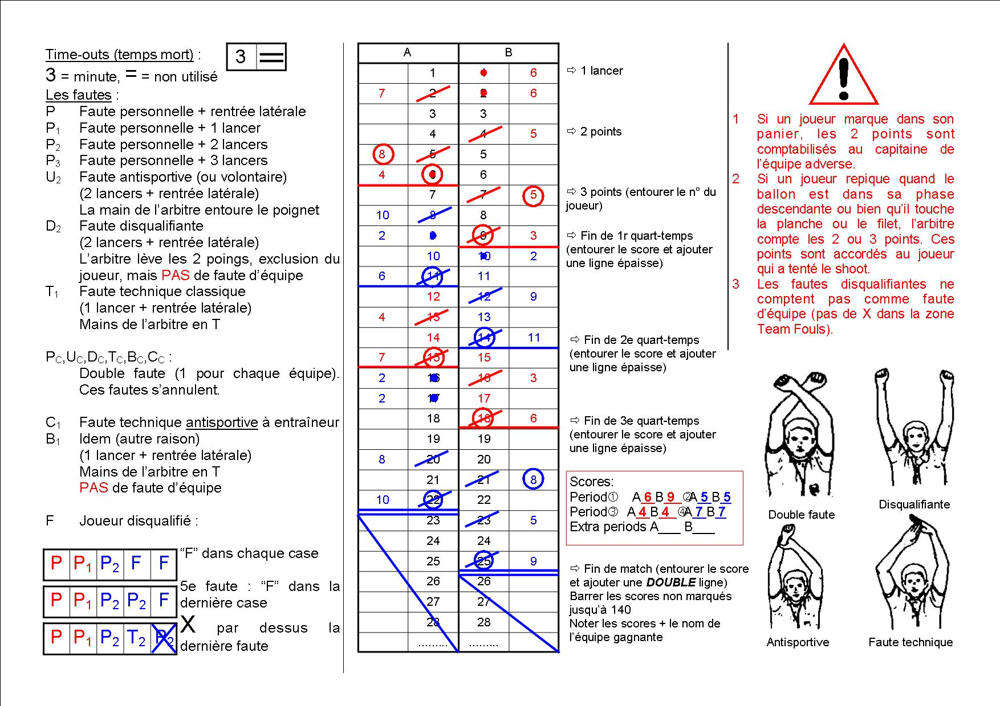 Time-outs (temps mort) :
3 =
3 = minute, = = non utilisé
Les fautes :
P Faute personnelle + rentrée latérale
P1 Faute personnelle + 1 lancer
P2 Faute personnelle + 2 lancers
P3 Faute personnelle + 3 lancers
U2 Faute antisportive (ou volontaire)
(2 lancers + rentrée latérale)
La main de l’arbitre entoure le poignet
D2 Faute disqualifiante
(2 lancers + rentrée latérale)
L’arbitre lève les 2 poings, exclusion du
joueur, mais PAS de faute d’équipe
T1 Faute technique classique
(1 lancer + rentrée latérale)
Mains de l’arbitre en T
PC,UC,DC,TC,BC,CC :
Double faute (1 pour chaque équipe).
Ces fautes s’annulent.
C1 Faute technique antisportive à entraîneur
B1 Idem (autre raison)
(1 lancer + rentrée latérale)
Mains de l’arbitre en T
PAS de faute d’équipe
F Joueur disqualifié :
P P1 P2 F F
“F” dans chaque case
P P1 P2 P2 F
5e faute : “F” dans la
dernière case
P P1 P2 T2 P2
X par dessus la
dernière faute
A B
1 1 6
7 2 2 6
3 3
4 4 5
8 5 5
4 6 6
7 7 5
10 8 8
2 9 9 3
10 10 2
6 11 11
12 12 9
4 13 13
14 14 11
7 15 15
2 16 16 3
2 17 17
18 18 6
19 19
8 20 20
21 21 8
10 22 22
23 23 5
24 24
25 25 9
26 26
27 27
28 28
......... .........
⇨ 1 lancer
⇨ 2 points
⇨ 3 points (entourer le n° du
joueur)
⇨ Fin de 1r quart-temps
(entourer le score et ajouter
une ligne épaisse)
⇨ Fin de 2e quart-temps
(entourer le score et ajouter
une ligne épaisse)
⇨ Fin de 3e quart-temps
(entourer le score et ajouter
une ligne épaisse)
Scores:
Period① A_6_B_9_ ②A_5_B_5
Period③ A_4_B_4_ ④A_7_B_7_
Extra periods A___ B___
⇨ Fin de match (entourer le score
et ajouter une DOUBLE ligne)
Barrer les scores non marqués
jusqu’à 140
Noter les scores + le nom de
l’équipe gagnante
!
1 Si un joueur marque dans son
panier, les 2 points sont
comptabilisés au capitaine de
l’équipe adverse.
2 Si un joueur repique quand le
ballon est dans sa phase
descendante ou bien qu’il touche
la planche ou le filet, l’arbitre
compte les 2 ou 3 points. Ces
points sont accordés au joueur
qui a tenté le shoot.
3 Les fautes disqualifiantes ne
comptent pas comme faute
d’équipe (pas de X dans la zone
Team Fouls).
Double faute
Disqualifiante
Antisportive
Faute technique